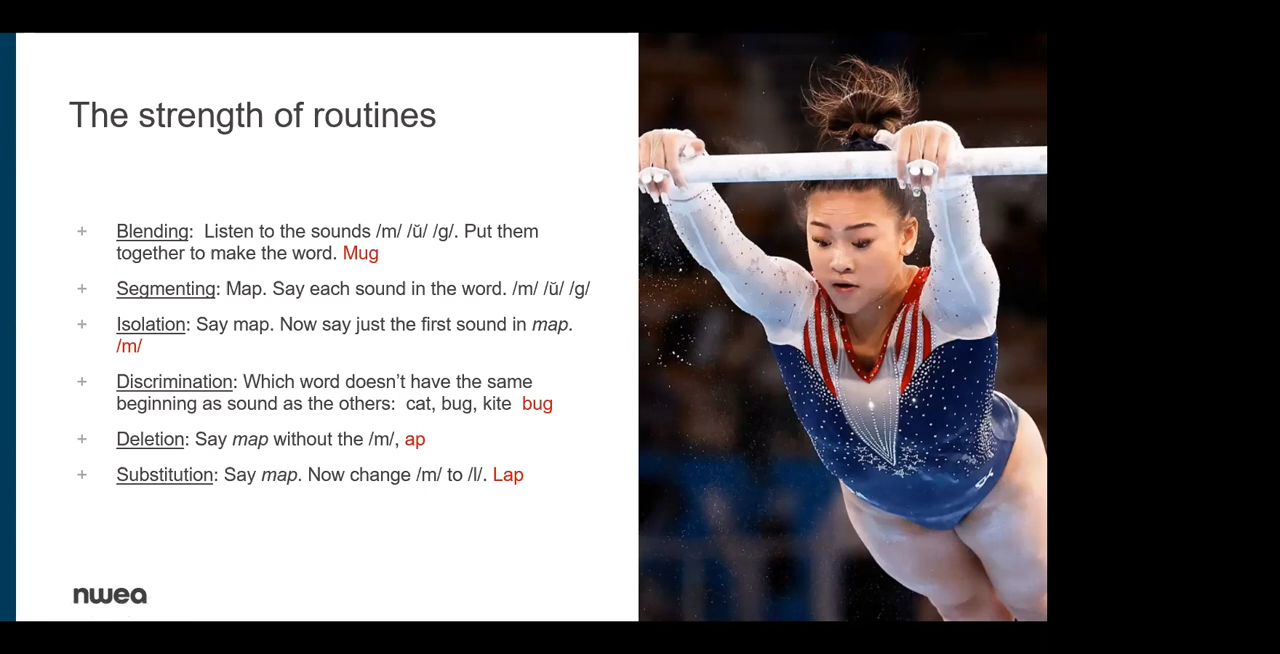 The strength of routines
+ Blending:  Listen to the sounds /m/ /ŭ/ /g/. Put them
together to make the word. Mug
+ Segmenting: Map. Say each sound in the word. /m/ /ŭ/ /g/
+ Isolation: Say map. Now say just the first sound in map.
/m/
+ Discrimination: Which word doesn’t have the same
beginning as sound as the others:  cat, bug, kite  bug
+ Deletion: Say map without the /m/, ap
+ Substitution: Say map. Now change /m/ to /l/. Lap
nwea